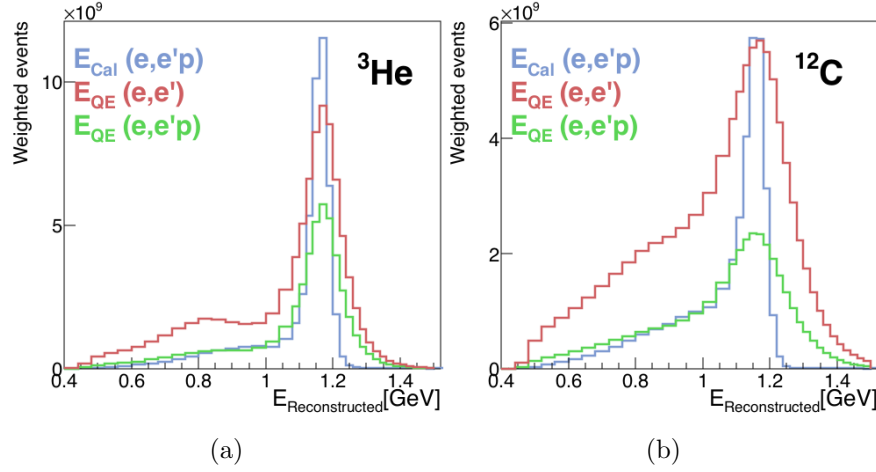 ×10⁹
Weighted events
10
5
0
E_Cal (e,e'p)
E_QE (e,e')
E_QE (e,e'p)
³He
0.4 0.6 0.8 1 1.2 1.4
E_Reconstructed[GeV]
(a)
×10⁹
Weighted events
6
4
2
0
E_Cal (e,e'p)
E_QE (e,e')
E_QE (e,e'p)
¹²C
0.4 0.6 0.8 1 1.2 1.4
E_Reconstructed[GeV]
(b)